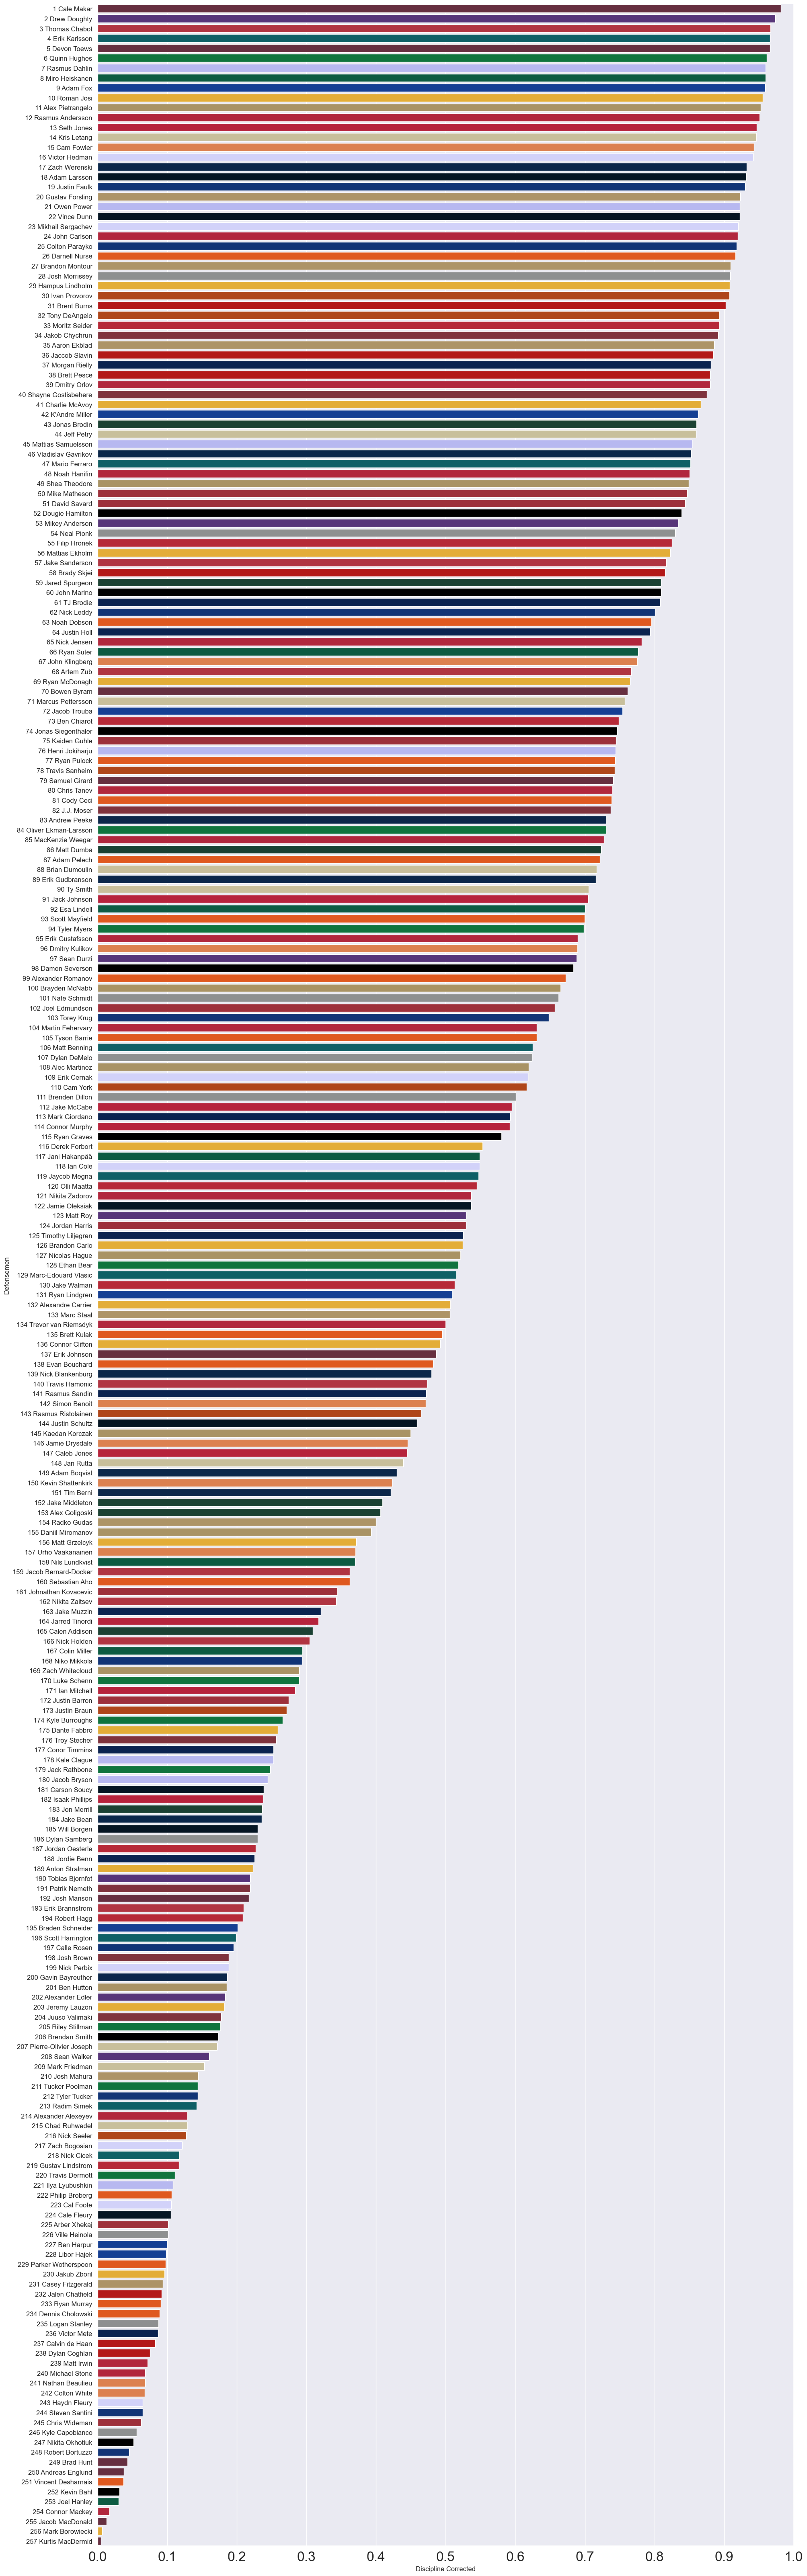 1 Cale Makar
2 Drew Doughty
3 Thomas Chabot
4 Erik Karlsson
5 Devon Toews
6 Quinn Hughes
7 Rasmus Dahlin
8 Miro Heiskanen
9 Adam Fox
10 Roman Josi
11 Alex Pietrangelo
12 Rasmus Andersson
13 Seth Jones
14 Kris Letang
15 Cam Fowler
16 Victor Hedman
17 Zach Werenski
18 Adam Larsson
19 Justin Faulk
20 Gustav Forsling
21 Owen Power
22 Vince Dunn
23 Mikhail Sergachev
24 John Carlson
25 Colton Parayko
26 Darnell Nurse
27 Brandon Montour
28 Josh Morrissey
29 Hampus Lindholm
30 Ivan Provorov
31 Brent Burns
32 Tony DeAngelo
33 Moritz Seider
34 Jakob Chychrun
35 Aaron Ekblad
36 Jaccob Slavin
37 Morgan Rielly
38 Brett Pesce
39 Dmitry Orlov
40 Shayne Gostisbehere
41 Charlie McAvoy
42 K'Andre Miller
43 Jonas Brodin
44 Jeff Petry
45 Mattias Samuelsson
46 Vladislav Gavrikov
47 Mario Ferraro
48 Noah Hanifin
49 Shea Theodore
50 Mike Matheson
51 David Savard
52 Dougie Hamilton
53 Mikey Anderson
54 Neal Pionk
55 Filip Hronek
56 Mattias Ekholm
57 Jake Sanderson
58 Brady Skjei
59 Jared Spurgeon
60 John Marino
61 TJ Brodie
62 Nick Leddy
63 Noah Dobson
64 Justin Holl
65 Nick Jensen
66 Ryan Suter
67 John Klingberg
68 Artem Zub
69 Ryan McDonagh
70 Bowen Byram
71 Marcus Pettersson
72 Jacob Trouba
73 Ben Chiarot
74 Jonas Siegenthaler
75 Kaiden Guhle
76 Henri Jokiharju
77 Ryan Pulock
78 Travis Sanheim
79 Samuel Girard
80 Chris Tanev
81 Cody Ceci
82 J.J. Moser
83 Andrew Peeke
84 Oliver Ekman-Larsson
85 MacKenzie Weegar
86 Matt Dumba
87 Adam Pelech
88 Brian Dumoulin
89 Erik Gudbranson
90 Ty Smith
91 Jack Johnson
92 Esa Lindell
93 Scott Mayfield
94 Tyler Myers
95 Erik Gustafsson
96 Dmitry Kulikov
97 Sean Durzi
98 Damon Severson
99 Alexander Romanov
100 Brayden McNabb
101 Nate Schmidt
102 Joel Edmundson
103 Torey Krug
104 Martin Fehervary
105 Tyson Barrie
106 Matt Benning
107 Dylan DeMelo
108 Alec Martinez
109 Erik Cernak
110 Cam York
111 Brenden Dillon
112 Jake McCabe
113 Mark Giordano
114 Connor Murphy
115 Ryan Graves
116 Derek Forbort
117 Jani Hakanpää
118 Ian Cole
119 Jaycob Megna
120 Olli Maatta
121 Nikita Zadorov
122 Jamie Oleksiak
123 Matt Roy
124 Jordan Harris
125 Timothy Liljegren
126 Brandon Carlo
127 Nicolas Hague
128 Ethan Bear
129 Marc-Edouard Vlasic
130 Jake Walman
131 Ryan Lindgren
132 Alexandre Carrier
133 Marc Staal
134 Trevor van Riemsdyk
135 Brett Kulak
136 Connor Clifton
137 Erik Johnson
138 Evan Bouchard
139 Nick Blankenburg
140 Travis Hamonic
141 Rasmus Sandin
142 Simon Benoit
143 Rasmus Ristolainen
144 Justin Schultz
145 Kaedan Korczak
146 Jamie Drysdale
147 Caleb Jones
148 Jan Rutta
149 Adam Boqvist
150 Kevin Shattenkirk
151 Tim Berni
152 Jake Middleton
153 Alex Goligoski
154 Radko Gudas
155 Daniil Miromanov
156 Matt Grzelcyk
157 Urho Vaakanainen
158 Nils Lundkvist
159 Jacob Bernard-Docker
160 Sebastian Aho
161 Johnathan Kovacevic
162 Nikita Zaitsev
163 Jake Muzzin
164 Jarred Tinordi
165 Calen Addison
166 Nick Holden
167 Colin Miller
168 Niko Mikkola
169 Zach Whitecloud
170 Luke Schenn
171 Ian Mitchell
172 Justin Barron
173 Justin Braun
174 Kyle Burroughs
175 Dante Fabbro
176 Troy Stecher
177 Conor Timmins
178 Kale Clague
179 Jack Rathbone
180 Jacob Bryson
181 Carson Soucy
182 Isaak Phillips
183 Jon Merrill
184 Jake Bean
185 Will Borgen
186 Dylan Samberg
187 Jordan Oesterle
188 Jordie Benn
189 Anton Stralman
190 Tobias Bjornfot
191 Patrik Nemeth
192 Josh Manson
193 Erik Brannstrom
194 Robert Hagg
195 Braden Schneider
196 Scott Harrington
197 Calle Rosen
198 Josh Brown
199 Nick Perbix
200 Gavin Bayreuther
201 Ben Hutton
202 Alexander Edler
203 Jeremy Lauzon
204 Juuso Valimaki
205 Riley Stillman
206 Brendan Smith
207 Pierre-Olivier Joseph
208 Sean Walker
209 Mark Friedman
210 Josh Mahura
211 Tucker Poolman
212 Tyler Tucker
213 Radim Simek
214 Alexander Alexeyev
215 Chad Ruhwedel
216 Nick Seeler
217 Zach Bogosian
218 Nick Cicek
219 Gustav Lindstrom
220 Travis Dermott
221 Ilya Lyubushkin
222 Philip Broberg
223 Cal Foote
224 Cale Fleury
225 Arber Xhekaj
226 Ville Heinola
227 Ben Harpur
228 Libor Hajek
229 Parker Wotherspoon
230 Jakub Zboril
231 Casey Fitzgerald
232 Jalen Chatfield
233 Ryan Murray
234 Dennis Cholowski
235 Logan Stanley
236 Victor Mete
237 Calvin de Haan
238 Dylan Coghlan
239 Matt Irwin
240 Michael Stone
241 Nathan Beaulieu
242 Colton White
243 Haydn Fleury
244 Steven Santini
245 Chris Wideman
246 Kyle Capobianco
247 Nikita Okhotiuk
248 Robert Bortuzzo
249 Brad Hunt
250 Andreas Englund
251 Vincent Desharnais
252 Kevin Bahl
253 Joel Hanley
254 Connor Mackey
255 Jacob MacDonald
256 Mark Borowiecki
257 Kurtis MacDermid
Defensemen
0.0 0.1 0.2 0.3 0.4 0.5 0.6 0.7 0.8 0.9 1.0
Discipline Corrected